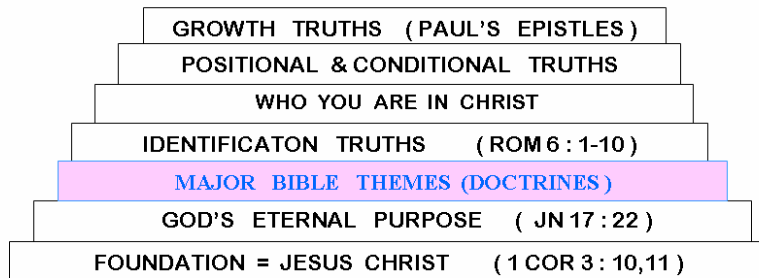 GROWTH TRUTHS (PAUL'S EPISTLES)
POSITIONAL & CONDITIONAL TRUTHS
WHO YOU ARE IN CHRIST
IDENTIFICATON TRUTHS (ROM 6 : 1-10)
MAJOR BIBLE THEMES (DOCTRINES)
GOD'S ETERNAL PURPOSE ( JN 17 : 22 )
FOUNDATION = JESUS CHRIST (1 COR 3 : 10,11 )